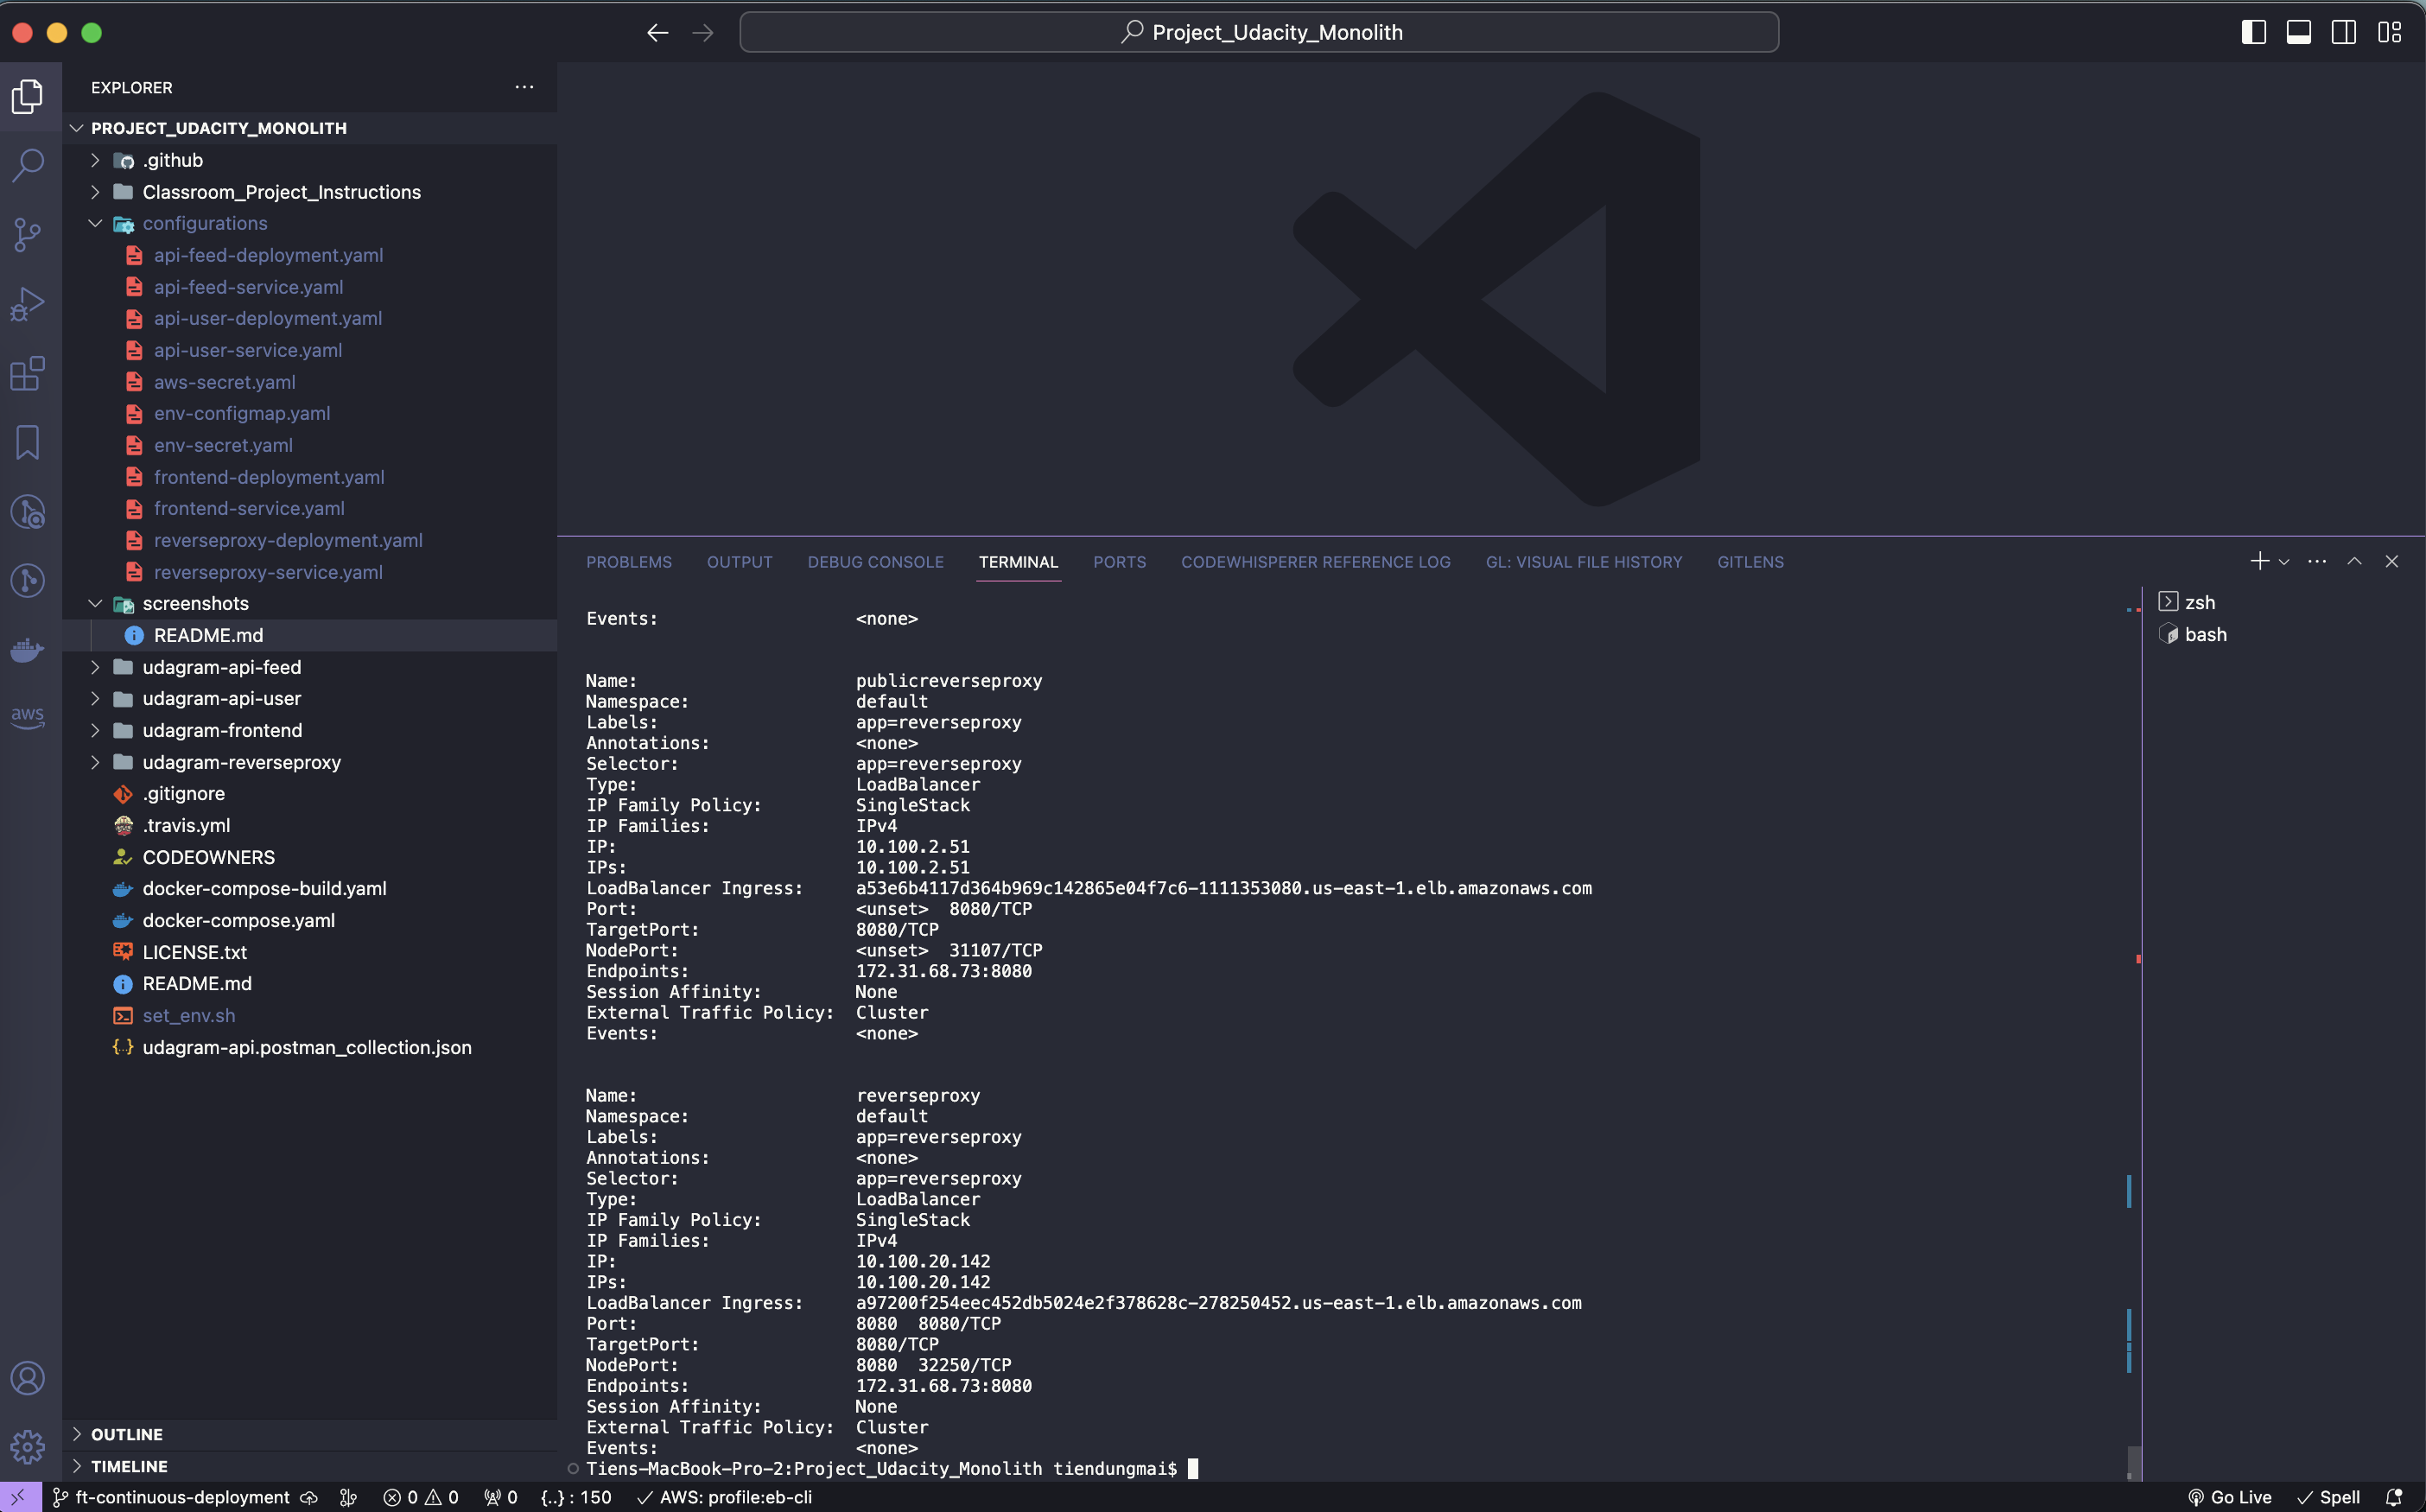 Project_Udacity_Monolith
EXPLORER
PROJECT_UDACITY_MONOLITH
.github
Classroom_Project_Instructions
configurations
api-feed-deployment.yaml
api-feed-service.yaml
api-user-deployment.yaml
api-user-service.yaml
aws-secret.yaml
env-configmap.yaml
env-secret.yaml
frontend-deployment.yaml
frontend-service.yaml
reverseproxy-deployment.yaml
reverseproxy-service.yaml
screenshots
README.md
udagram-api-feed
udagram-api-user
udagram-frontend
udagram-reverseproxy
.gitignore
.travis.yml
CODEOWNERS
docker-compose-build.yaml
docker-compose.yaml
LICENSE.txt
README.md
set_env.sh
udagram-api.postman_collection.json
OUTLINE
TIMELINE
aws
PROBLEMS OUTPUT DEBUG CONSOLE TERMINAL PORTS CODEWHISPERER REFERENCE LOG GL: VISUAL FILE HISTORY GITLENS
zsh
bash
Events: <none>
Name: publicreverseproxy
Namespace: default
Labels: app=reverseproxy
Annotations: <none>
Selector: app=reverseproxy
Type: LoadBalancer
IP Family Policy: SingleStack
IP Families: IPv4
IP: 10.100.2.51
IPs: 10.100.2.51
LoadBalancer Ingress: a53e6b4117d364b969c142865e04f7c6-1111353080.us-east-1.elb.amazonaws.com
Port: <unset> 8080/TCP
TargetPort: 8080/TCP
NodePort: <unset> 31107/TCP
Endpoints: 172.31.68.73:8080
Session Affinity: None
External Traffic Policy: Cluster
Events: <none>
Name: reverseproxy
Namespace: default
Labels: app=reverseproxy
Annotations: <none>
Selector: app=reverseproxy
Type: LoadBalancer
IP Family Policy: SingleStack
IP Families: IPv4
IP: 10.100.20.142
IPs: 10.100.20.142
LoadBalancer Ingress: a97200f254eec452db5024e2f378628c-278250452.us-east-1.elb.amazonaws.com
Port: 8080 8080/TCP
TargetPort: 8080/TCP
NodePort: 8080 32250/TCP
Endpoints: 172.31.68.73:8080
Session Affinity: None
External Traffic Policy: Cluster
Events: <none>
Tiens-MacBook-Pro-2:Project_Udacity_Monolith tiendungmai$
ft-continuous-deployment 0 0 0 {..} : 150 AWS: profile:eb-cli Go Live Spell